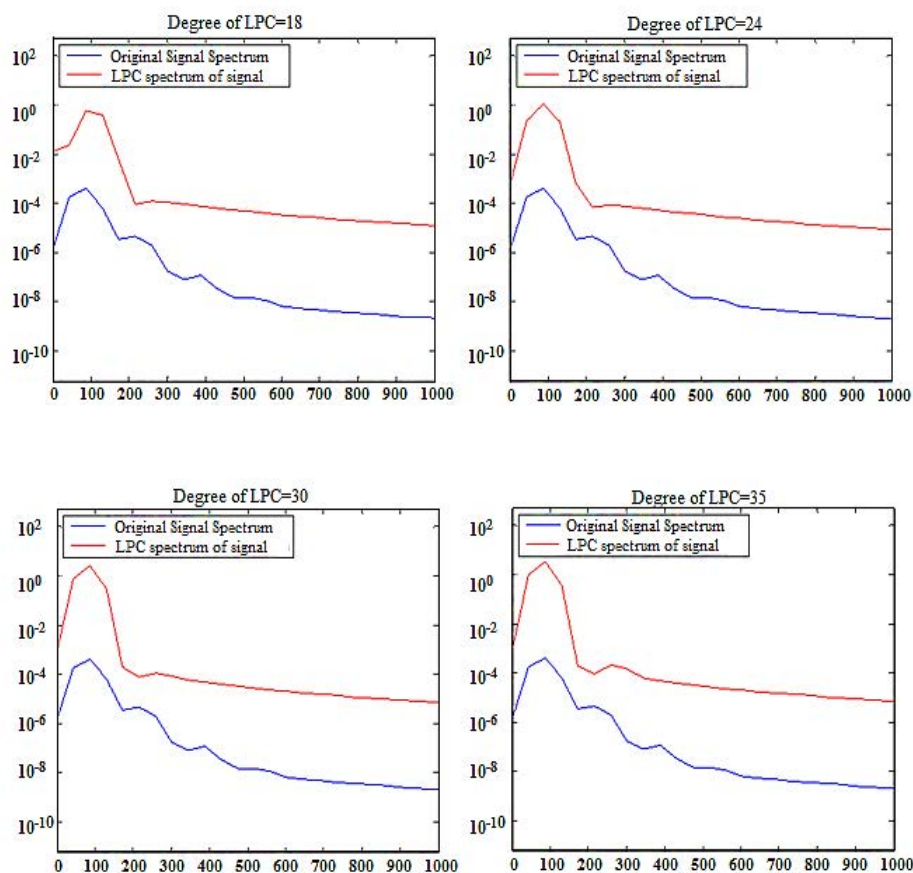 Degree of LPC=18
Original Signal Spectrum
LPC spectrum of signal
10^2
10^0
10^-2
10^-4
10^-6
10^-8
10^-10
0 100 200 300 400 500 600 700 800 900 1000
Degree of LPC=24
Original Signal Spectrum
LPC spectrum of signal
10^2
10^0
10^-2
10^-4
10^-6
10^-8
10^-10
0 100 200 300 400 500 600 700 800 900 1000
Degree of LPC=30
Original Signal Spectrum
LPC spectrum of signal
10^2
10^0
10^-2
10^-4
10^-6
10^-8
10^-10
0 100 200 300 400 500 600 700 800 900 1000
Degree of LPC=35
Original Signal Spectrum
LPC spectrum of signal
10^2
10^0
10^-2
10^-4
10^-6
10^-8
10^-10
0 100 200 300 400 500 600 700 800 900 1000